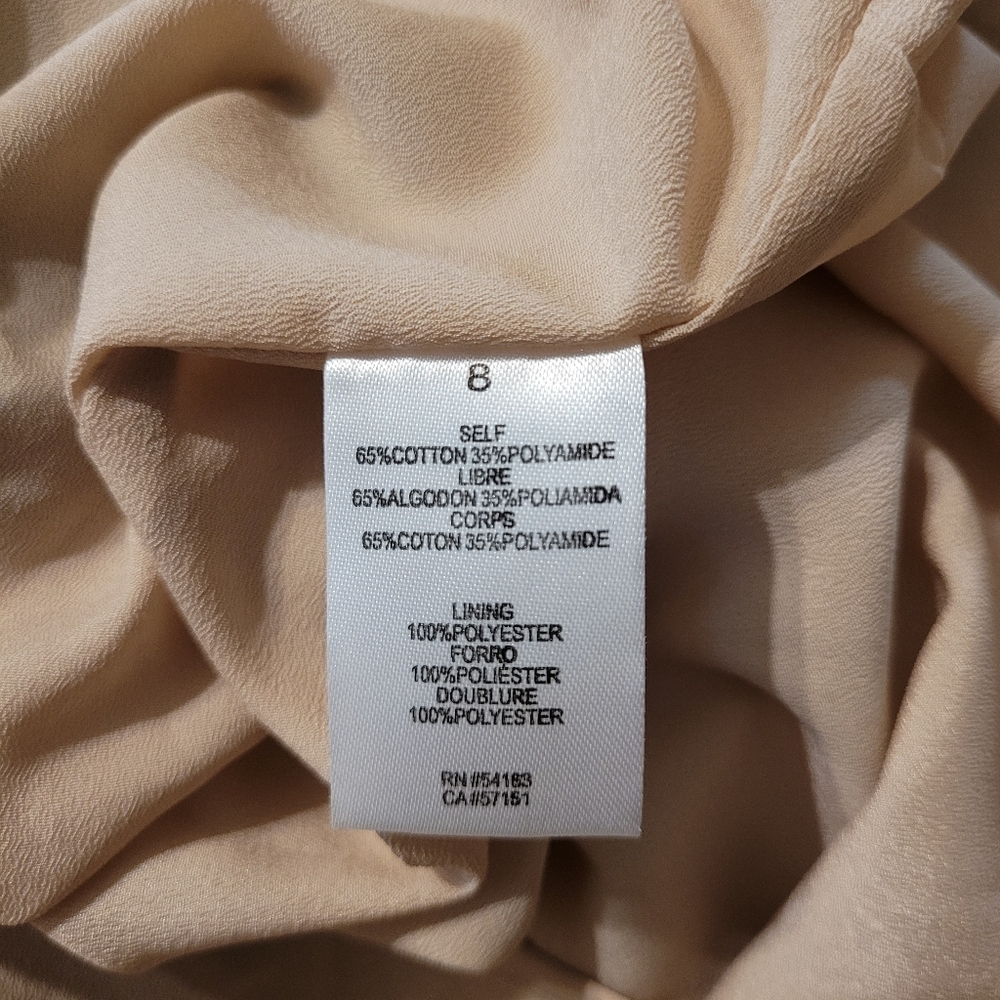 8
SELF
65%COTTON 35%POLYAMIDE
LIBRE
65%ALGODON 35%POLIAMIDA
CORPS
65%COTON 35%POLYAMIDE
LINING
100%POLYESTER
FORRO
100%POLIÉSTER
DOUBLURE
100%POLYESTER
RN #54163
CA#57151